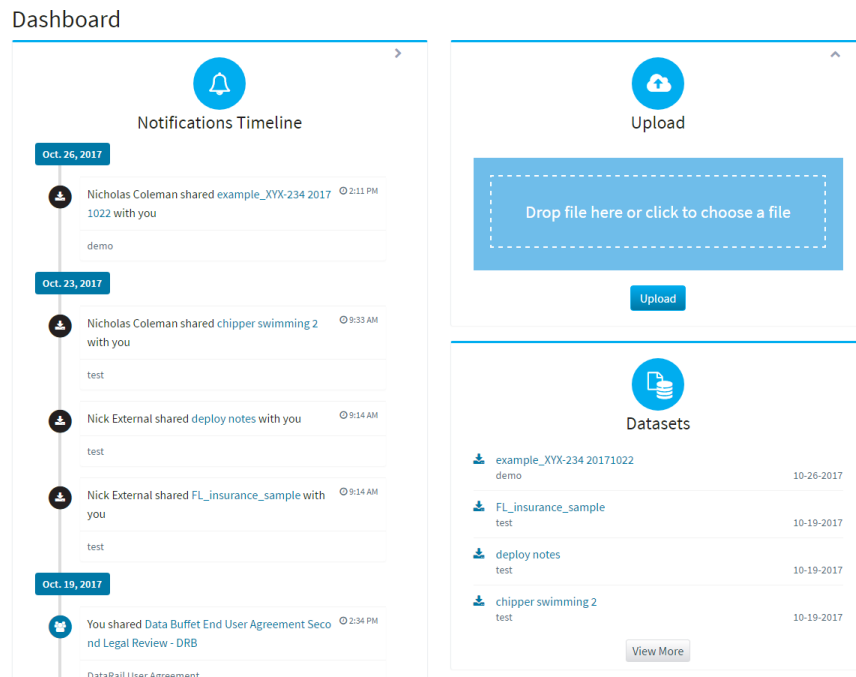 Dashboard
Notifications Timeline
Oct. 26, 2017
Nicholas Coleman shared example_XYX-234 2017
1022 with you
2:11 PM
demo
Oct. 23, 2017
Nicholas Coleman shared chipper swimming 2
with you
9:33 AM
test
Nick External shared deploy notes with you
9:14 AM
test
Nick External shared FL_insurance_sample with
you
9:14 AM
test
Oct. 19, 2017
You shared Data Buffet End User Agreement Seco
nd Legal Review - DRB
2:34 PM
DataRail User Agreement
Upload
Drop file here or click to choose a file
Upload
Datasets
example_XYX-234 20171022
demo
10-26-2017
FL_insurance_sample
test
10-19-2017
deploy notes
test
10-19-2017
chipper swimming 2
test
10-19-2017
View More